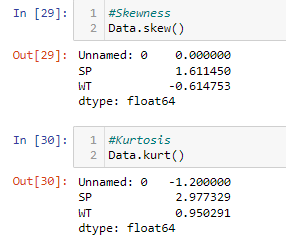 In [29]: 1 #Skewness
2 Data.skew()
Out[29]: Unnamed: 0 0.000000
SP 1.611450
WT -0.614753
dtype: float64
In [30]: 1 #Kurtosis
2 Data.kurt()
Out[30]: Unnamed: 0 -1.200000
SP 2.977329
WT 0.950291
dtype: float64